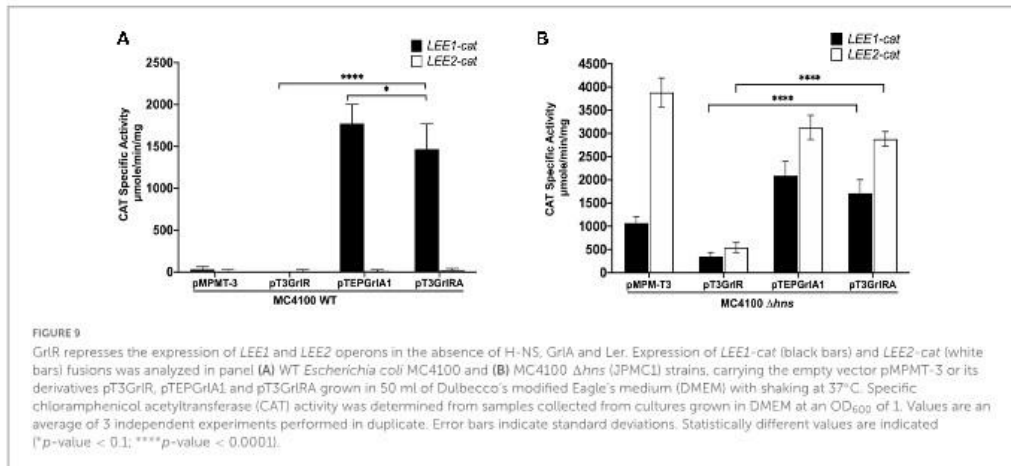 A
LEE1-cat
LEE2-cat
2500
2000
1500
1000
500
0
CAT Specific Activity
µmole/min/mg
****
*
pMPMT-3 pT3GrlR pTEPGrlA1 pT3GrlRA
MC4100 WT
B
LEE1-cat
LEE2-cat
4500
4000
3500
3000
2500
2000
1500
1000
500
0
CAT Specific Activity
µmole/min/mg
****
****
pMPM-T3 pT3GrlR pTEPGrlA1 pT3GrlRA
MC4100 Δhns
FIGURE 9
GrlR represses the expression of LEE1 and LEE2 operons in the absence of H-NS, GrlA and Ler. Expression of LEE1-cat (black bars) and LEE2-cat (white
bars) fusions was analyzed in panel (A) WT Escherichia coli MC4100 and (B) MC4100 Δhns (JPMC1) strains, carrying the empty vector pMPMT-3 or its
derivatives pT3GrlR, pTEPGrlA1 and pT3GrlRA grown in 50 ml of Dulbecco's modified Eagle's medium (DMEM) with shaking at 37°C. Specific
chloramphenicol acetyltransferase (CAT) activity was determined from samples collected from cultures grown in DMEM at an OD600 of 1. Values are an
average of 3 independent experiments performed in duplicate. Error bars indicate standard deviations. Statistically different values are indicated
(*p-value < 0.1; ****p-value < 0.0001).